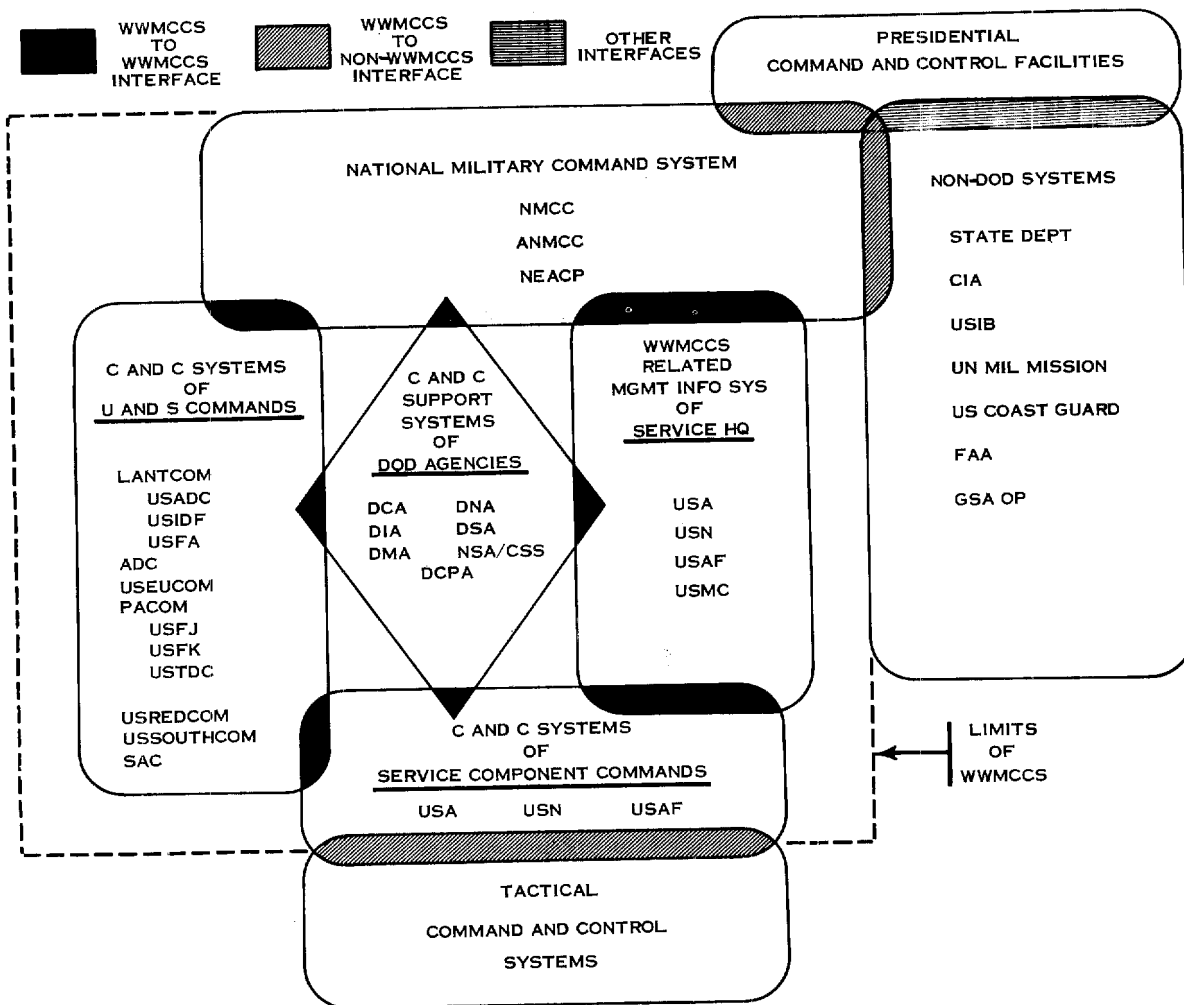 WWMCCS
TO
WWMCCS
INTERFACE
WWMCCS
TO
NON-WWMCCS
INTERFACE
OTHER
INTERFACES
PRESIDENTIAL
COMMAND AND CONTROL FACILITIES
NATIONAL MILITARY COMMAND SYSTEM
NMCC
ANMCC
NEACP
NON-DOD SYSTEMS
STATE DEPT
CIA
USIB
UN MIL MISSION
US COAST GUARD
FAA
GSA OP
C AND C SYSTEMS
OF
U AND S COMMANDS
LANTCOM
USADC
USIDF
USFA
ADC
USEUCOM
PACOM
USFJ
USFK
USTDC
USREDCOM
USSOUTHCOM
SAC
C AND C
SUPPORT
SYSTEMS
OF
DOD AGENCIES
DCA DNA
DIA DSA
DMA NSA/CSS
DCPA
WWMCCS
RELATED
MGMT INFO SYS
OF
SERVICE HQ
USA
USN
USAF
USMC
C AND C SYSTEMS
OF
SERVICE COMPONENT COMMANDS
USA USN USAF
LIMITS
OF
WWMCCS
TACTICAL
COMMAND AND CONTROL
SYSTEMS